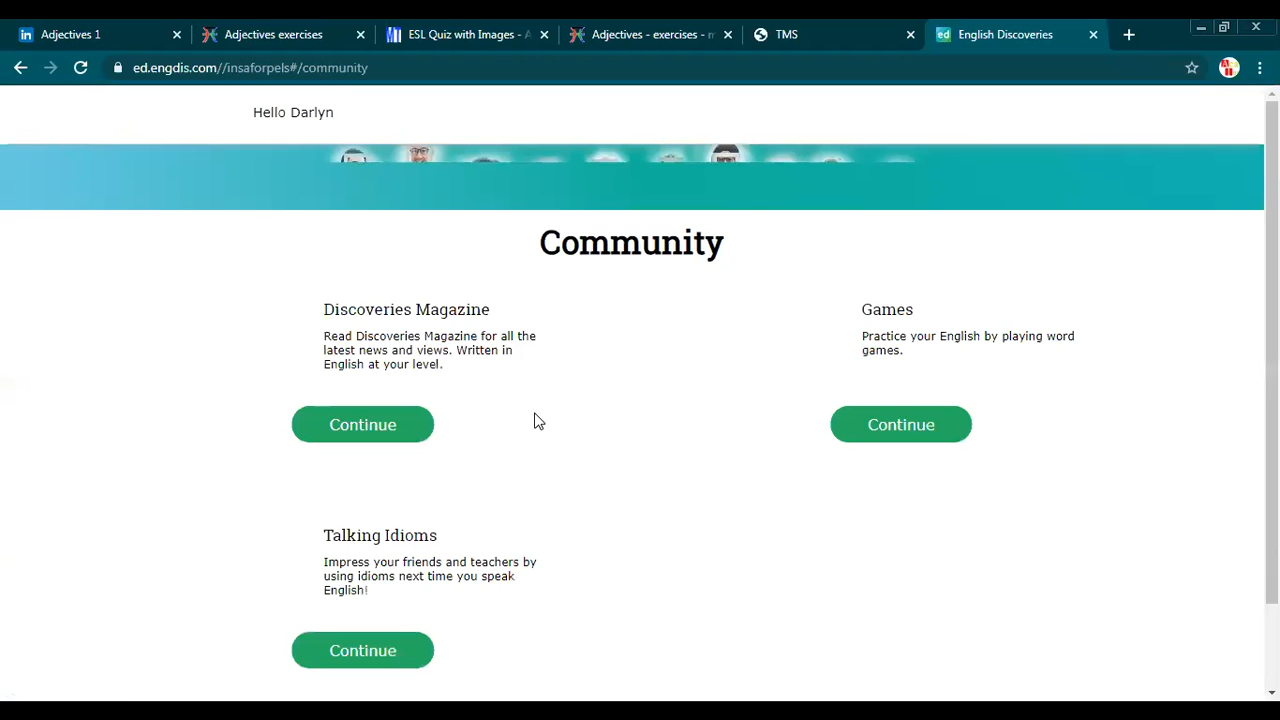 Adjectives 1
Adjectives exercises
ESL Quiz with Images - A
Adjectives - exercises - m
TMS
English Discoveries
ed.engdis.com//insaforpels#/community
Hello Darlyn
Community
Discoveries Magazine
Read Discoveries Magazine for all the
latest news and views. Written in
English at your level.
Continue
Games
Practice your English by playing word
games.
Continue
Talking Idioms
Impress your friends and teachers by
using idioms next time you speak
English!
Continue